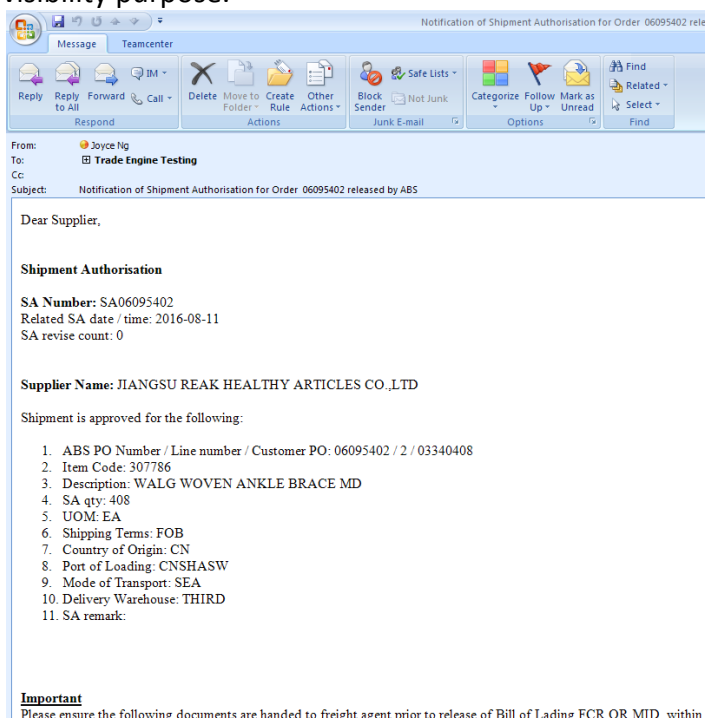 visibility purpose.
Notification of Shipment Authorisation for Order 06095402 rele
Message Teamcenter
Reply
Reply to All
Forward
IM
Call
Respond
Delete
Move to Folder
Create Rule
Other Actions
Actions
Block Sender
Safe Lists
Not Junk
Junk E-mail
Categorize
Follow Up
Mark as Unread
Options
Find
Related
Select
Find
From: Joyce Ng
To: Trade Engine Testing
Cc:
Subject: Notification of Shipment Authorisation for Order 06095402 released by ABS
Dear Supplier,
Shipment Authorisation
SA Number: SA06095402
Related SA date / time: 2016-08-11
SA revise count: 0
Supplier Name: JIANGSU REAK HEALTHY ARTICLES CO.,LTD
Shipment is approved for the following:
1. ABS PO Number / Line number / Customer PO: 06095402 / 2 / 03340408
2. Item Code: 307786
3. Description: WALG WOVEN ANKLE BRACE MD
4. SA qty: 408
5. UOM: EA
6. Shipping Terms: FOB
7. Country of Origin: CN
8. Port of Loading: CNSHASW
9. Mode of Transport: SEA
10. Delivery Warehouse: THIRD
11. SA remark:
Important
Please ensure the following documents are handed to freight agent prior to release of Bill of Lading FCR OR MID within